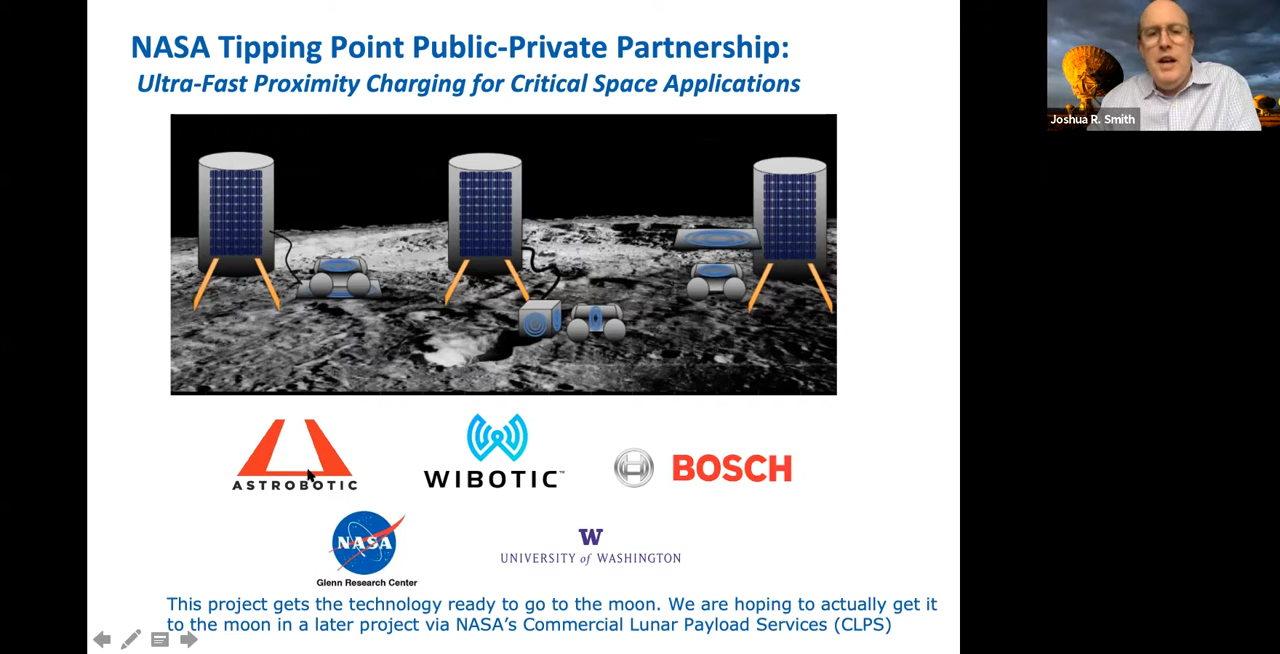 NASA Tipping Point Public-Private Partnership:
Ultra-Fast Proximity Charging for Critical Space Applications
Joshua R. Smith
ASTROBOTIC
WIBOTIC™
BOSCH
NASA
Glenn Research Center
W
UNIVERSITY of WASHINGTON
This project gets the technology ready to go to the moon. We are hoping to actually get it
to the moon in a later project via NASA's Commercial Lunar Payload Services (CLPS)